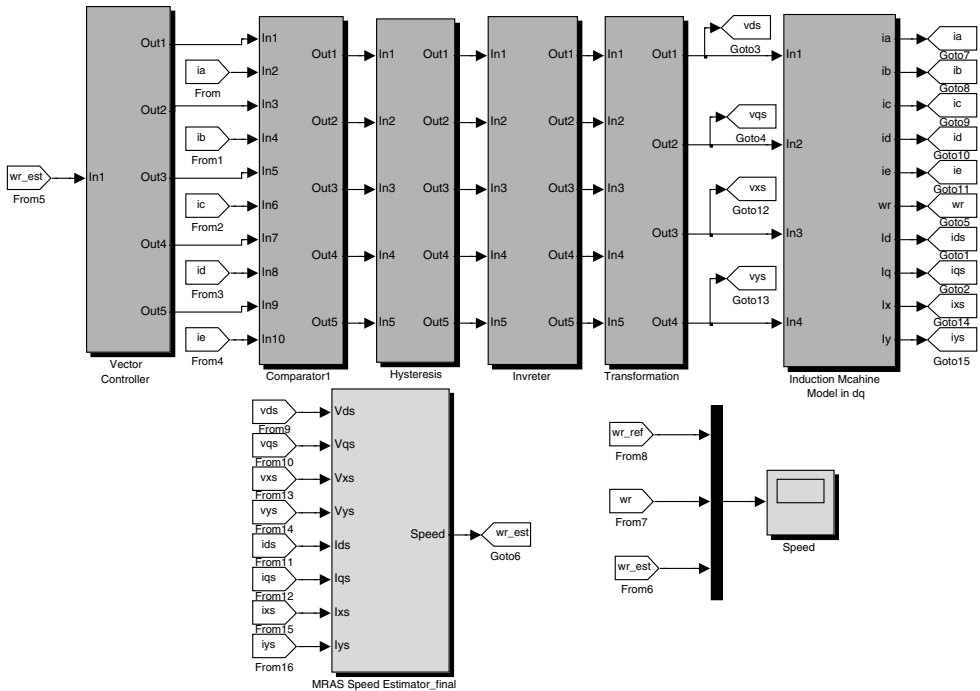 wr_est
From5
In1
Out1
Out2
Out3
Out4
Out5
Vector
Controller
ia
From
ib
From1
ic
From2
id
From3
ie
From4
In1
In2
In3
In4
In5
In6
In7
In8
In9
In10
Out1
Out2
Out3
Out4
Out5
Comparator1
In1
In2
In3
In4
In5
Out1
Out2
Out3
Out4
Out5
Hysteresis
In1
In2
In3
In4
In5
Out1
Out2
Out3
Out4
Out5
Invreter
In1
In2
In3
In4
In5
Out1
Out2
Out3
Out4
Transformation
vds
Goto3
vqs
Goto4
vxs
Goto12
vys
Goto13
In1
In2
In3
In4
ia
ib
ic
id
ie
wr
Id
Iq
Ix
Iy
Induction Mcahine
Model in dq
ia
Goto7
ib
Goto8
ic
Goto9
id
Goto10
ie
Goto11
wr
Goto5
ids
Goto1
iqs
Goto2
ixs
Goto14
iys
Goto15
vds
From9
vqs
From10
vxs
From13
vys
From14
ids
From11
iqs
From12
ixs
From15
iys
From16
Vds
Vqs
Vxs
Vys
Ids
Iqs
Ixs
Iys
Speed
MRAS Speed Estimator_final
wr_est
Goto6
wr_ref
From8
wr
From7
wr_est
From6
Speed